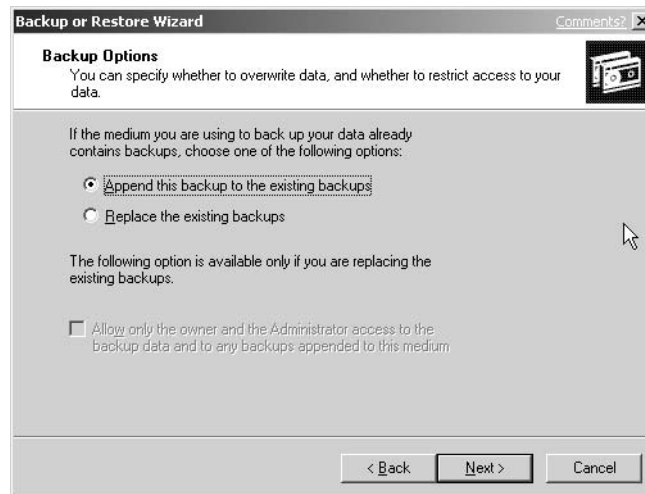 Backup or Restore Wizard
Comments?
Backup Options
You can specify whether to overwrite data, and whether to restrict access to your
data.
If the medium you are using to back up your data already
contains backups, choose one of the following options:
Append this backup to the existing backups
Replace the existing backups
The following option is available only if you are replacing the
existing backups.
Allow only the owner and the Administrator access to the
backup data and to any backups appended to this medium
< Back
Next >
Cancel